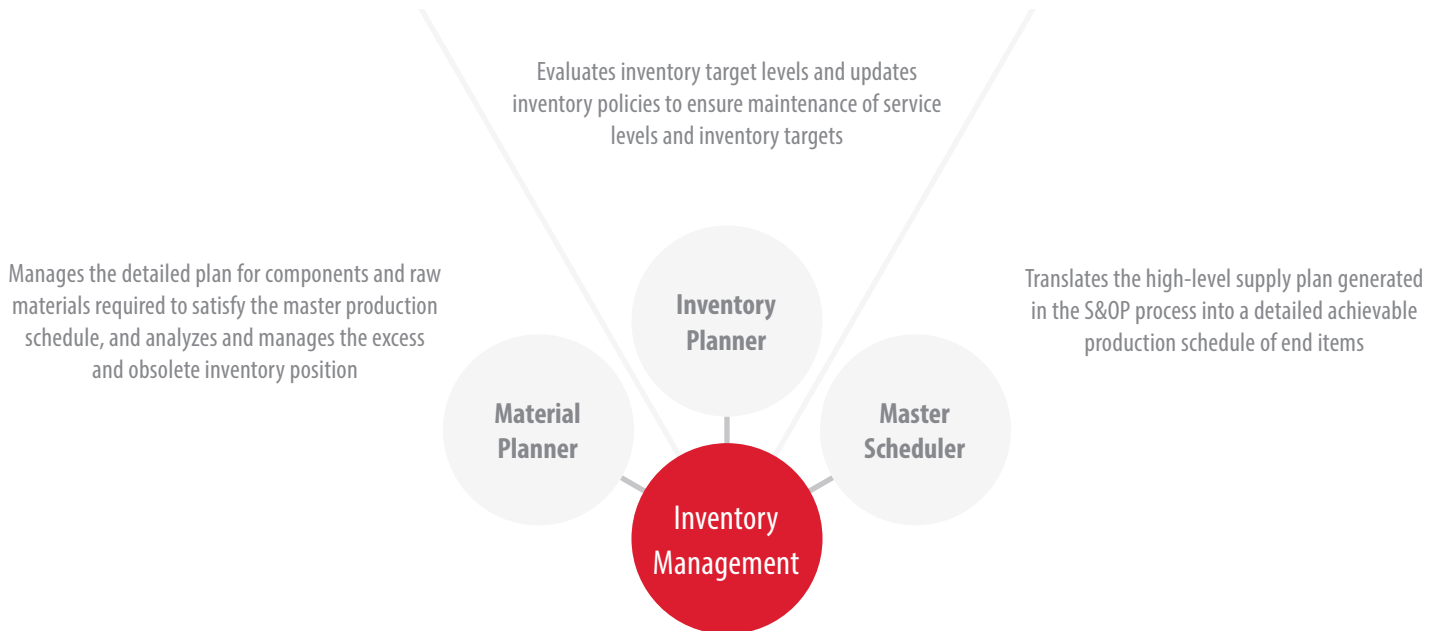 Evaluates inventory target levels and updates
inventory policies to ensure maintenance of service
levels and inventory targets
Manages the detailed plan for components and raw
materials required to satisfy the master production
schedule, and analyzes and manages the excess
and obsolete inventory position
Translates the high-level supply plan generated
in the S&OP process into a detailed achievable
production schedule of end items
Inventory
Planner
Material
Planner
Master
Scheduler
Inventory
Management